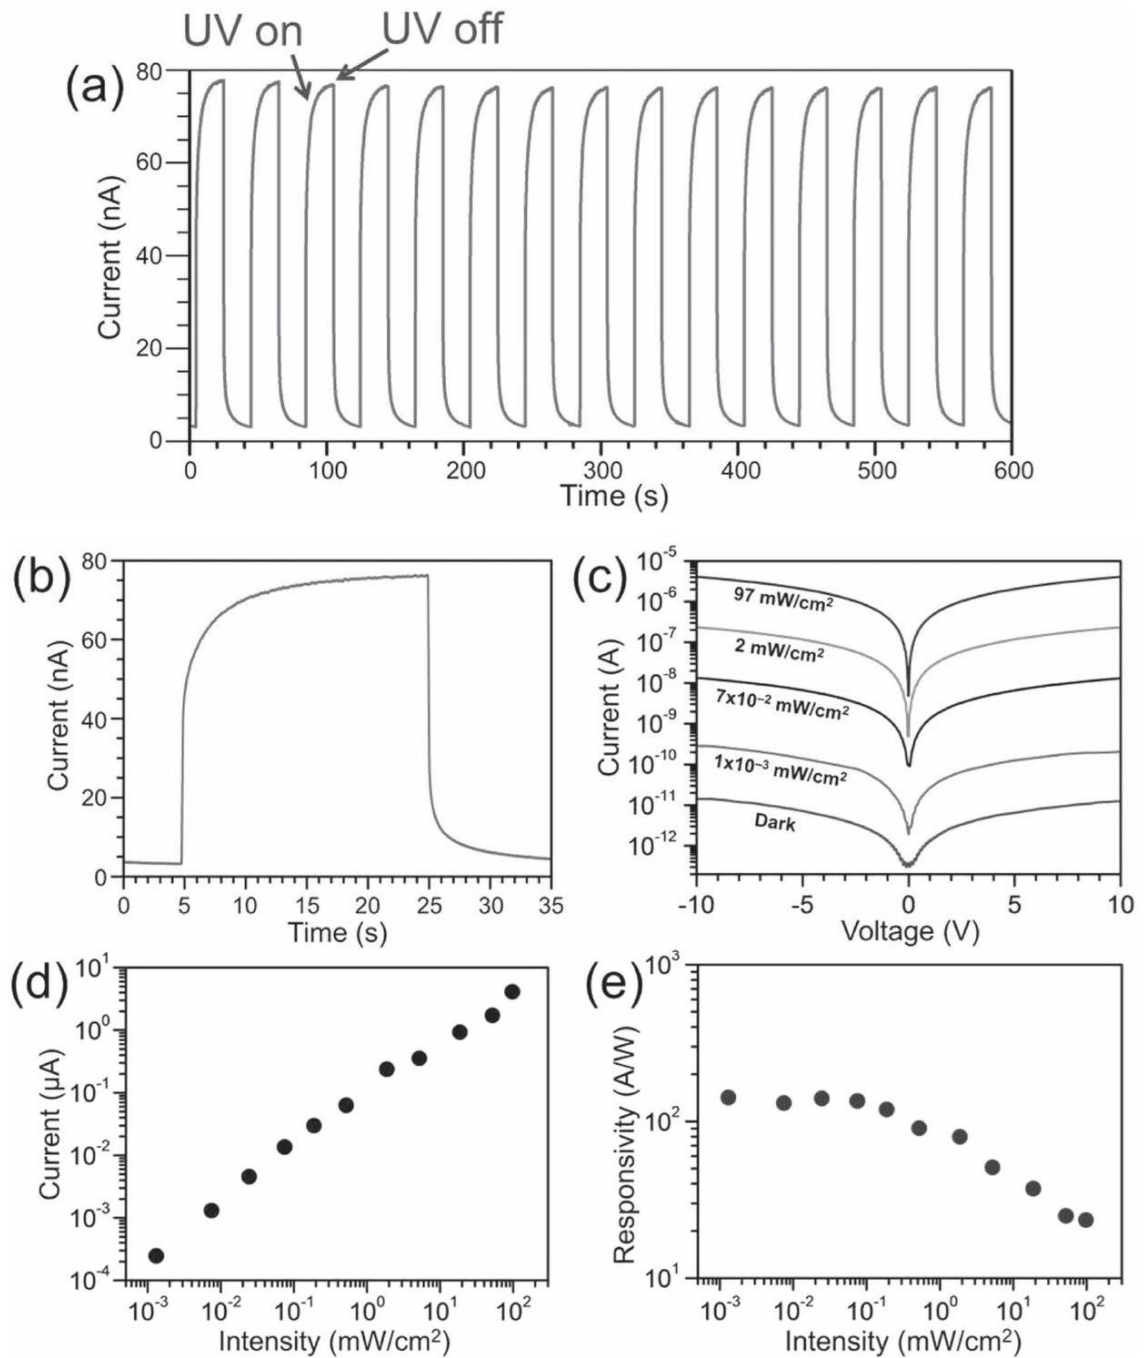 UV on
UV off
(a)
80
60
40
20
0
Current (nA)
0 100 200 300 400 500 600
Time (s)
(b)
80
60
40
20
0
Current (nA)
0 5 10 15 20 25 30 35
Time (s)
(c)
10⁻⁵
10⁻⁶
10⁻⁷
10⁻⁸
10⁻⁹
10⁻¹⁰
10⁻¹¹
10⁻¹²
Current (A)
97 mW/cm²
2 mW/cm²
7x10⁻² mW/cm²
1x10⁻³ mW/cm²
Dark
-10 -5 0 5 10
Voltage (V)
(d)
10¹
10⁰
10⁻¹
10⁻²
10⁻³
10⁻⁴
Current (µA)
10⁻³ 10⁻² 10⁻¹ 10⁰ 10¹ 10²
Intensity (mW/cm²)
(e)
10³
10²
10¹
Responsivity (A/W)
10⁻³ 10⁻² 10⁻¹ 10⁰ 10¹ 10²
Intensity (mW/cm²)